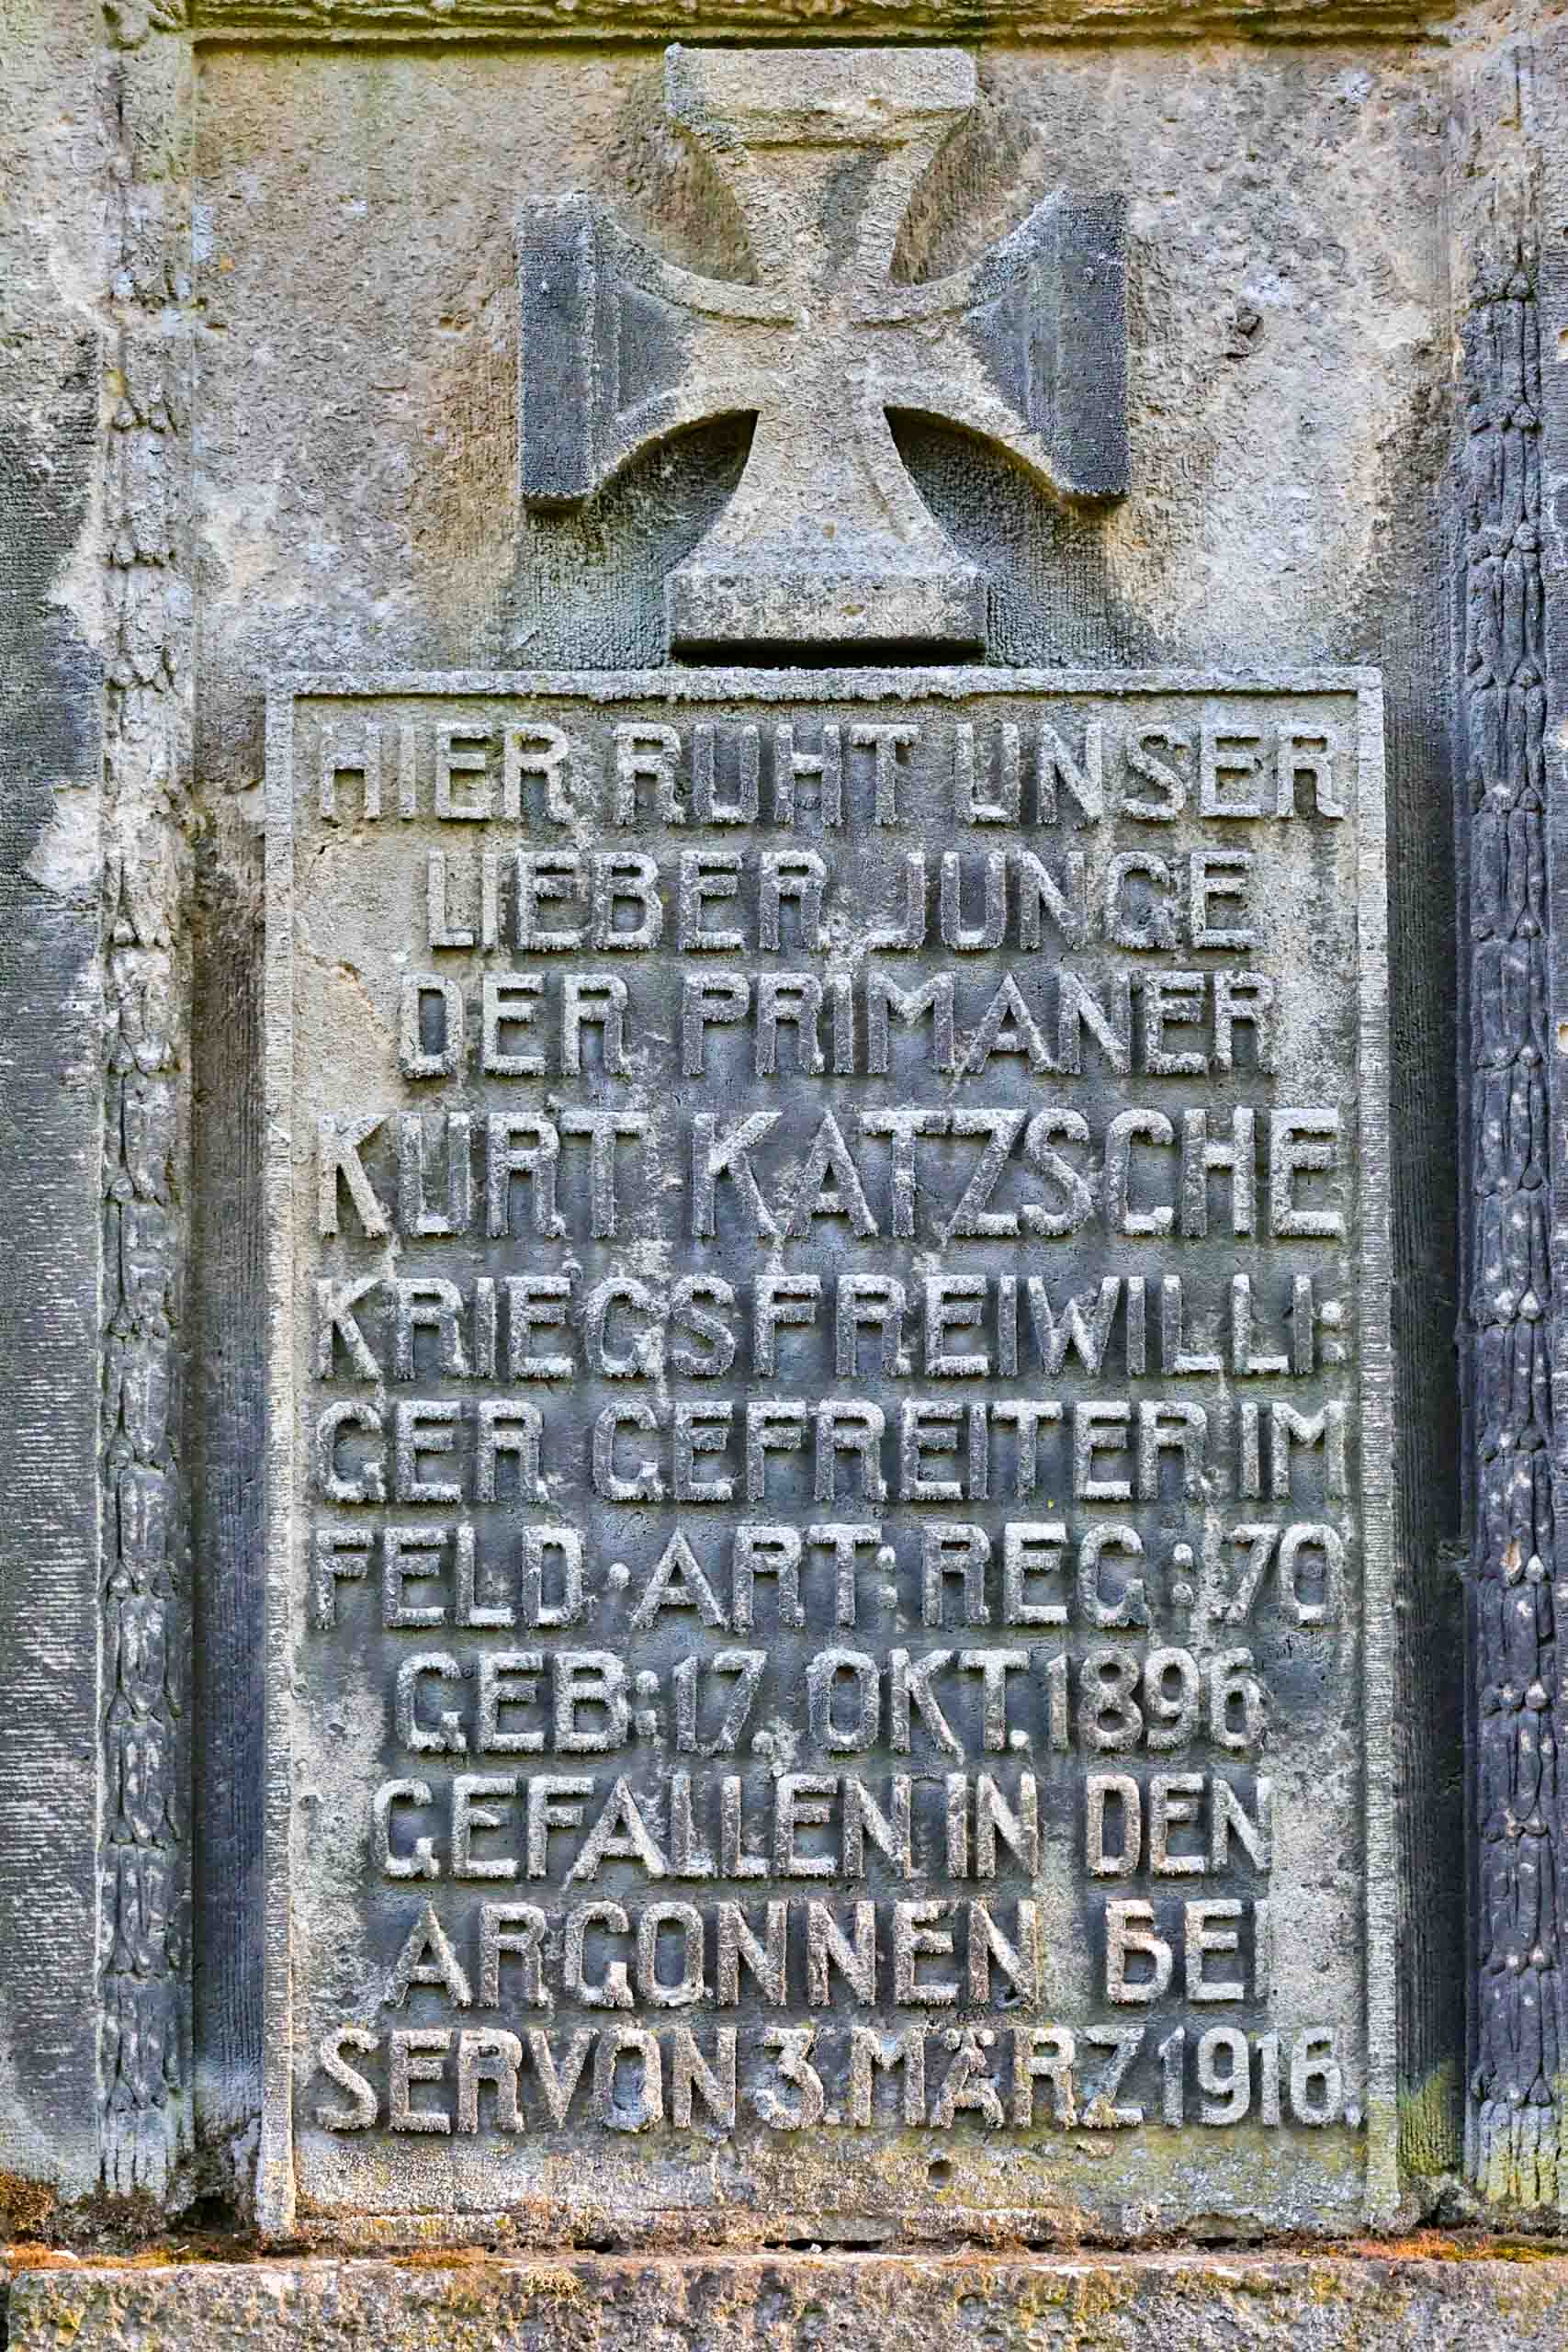 HIER RUHT UNSER
LIEBER JUNGE
DER PRIMANER
KURT KATZSCHE
KRIEGSFREIWILLI:
GER GEFREITER IM
FELD·ART: REG: 70
GEB: 17. OKT. 1896
GEFALLEN IN DEN
ARGONNEN BEI
SERVON 3. MÄRZ 1916.